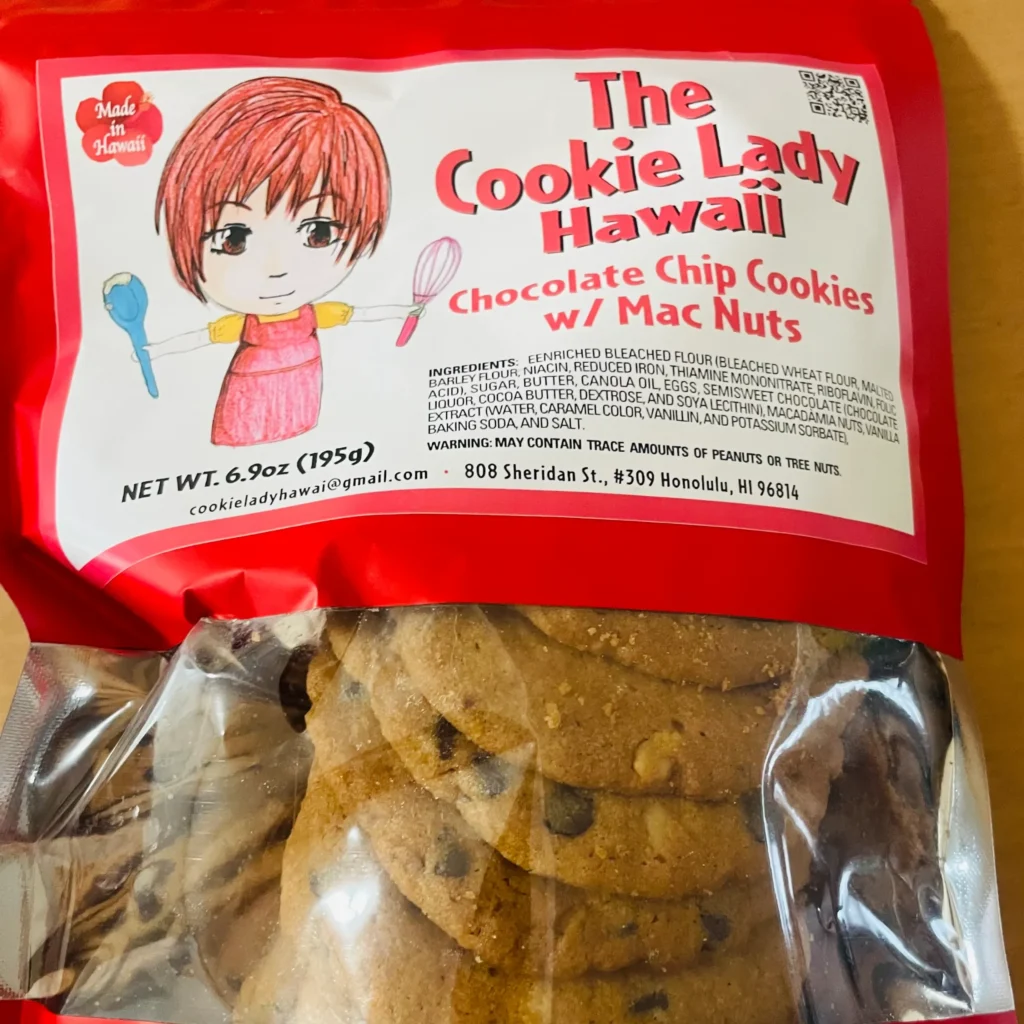 Made
in
Hawaii
The
Cookie Lady
Hawaii
Chocolate Chip Cookies
w/ Mac Nuts
INGREDIENTS: EENRICHED BLEACHED FLOUR (BLEACHED WHEAT FLOUR, MALTED
BARLEY FLOUR, NIACIN, REDUCED IRON, THIAMINE MONONITRATE, RIBOFLAVIN, FOLIC
ACID), SUGAR, BUTTER, CANOLA OIL, EGGS, SEMISWEET CHOCOLATE (CHOCOLATE
LIQUOR, COCOA BUTTER, DEXTROSE, AND SOYA LECITHIN), MACADAMIA NUTS, VANILLA
EXTRACT (WATER, CARAMEL COLOR, VANILLIN, AND POTASSIUM SORBATE),
BAKING SODA, AND SALT.
WARNING: MAY CONTAIN TRACE AMOUNTS OF PEANUTS OR TREE NUTS.
NET WT. 6.9oz (195g)
cookieladyhawai@gmail.com • 808 Sheridan St., #309 Honolulu, HI 96814